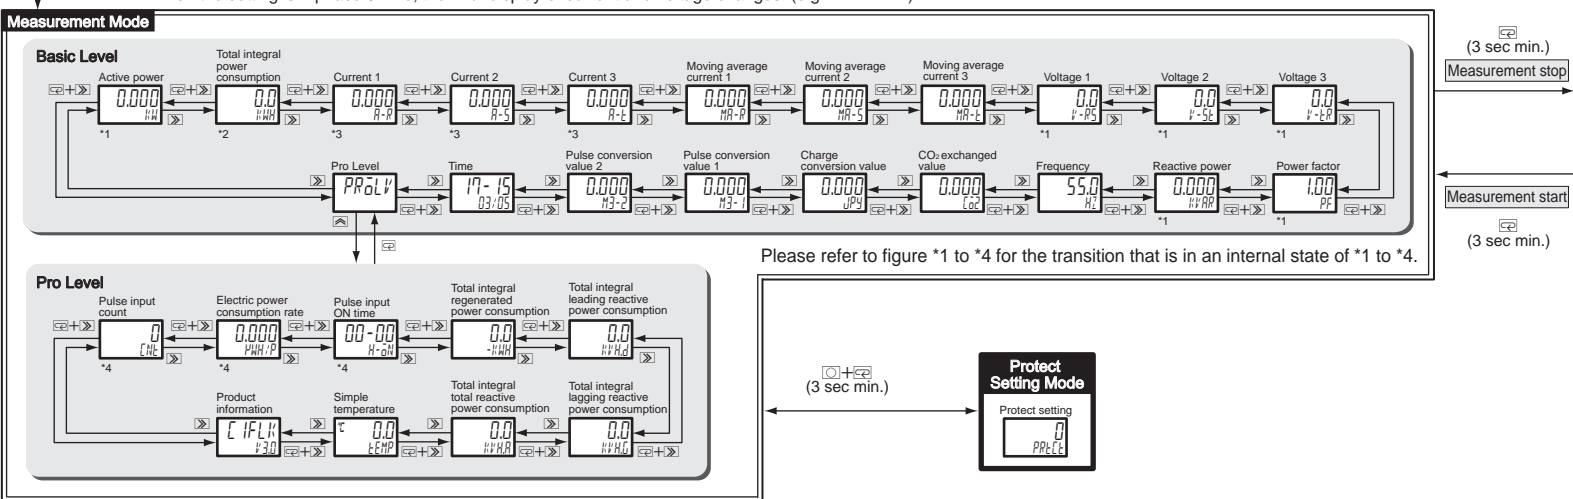 Measurement Mode
Basic Level
Active power
0.000
KW
*1
Total integral
power
consumption
0.0
KWH
*2
Current 1
0.000
A-R
*3
Current 2
0.000
A-S
*3
Current 3
0.000
A-t
*3
Moving average
current 1
0.000
MA-R
Moving average
current 2
0.000
MA-S
Moving average
current 3
0.000
MA-t
Voltage 1
0.0
V-RS
*1
Voltage 2
0.0
V-St
*1
Voltage 3
0.0
V-tR
*1
Pro Level
PRoLV
Time
17-15
03/05
Pulse conversion
value 2
0.000
M3-2
Pulse conversion
value 1
0.000
M3-1
Charge
conversion value
0.000
JPY
CO2 exchanged
value
0.000
Co2
Frequency
55.0
HZ
Reactive power
0.000
KVAR
*1
Power factor
1.00
PF
*1
(3 sec min.)
Measurement stop
Measurement start
(3 sec min.)
Please refer to figure *1 to *4 for the transition that is in an internal state of *1 to *4.
Pro Level
Pulse input
count
0
CNt
*4
Electric power
consumption rate
0.000
PWH/P
*4
Pulse input
ON time
00-00
H-oN
*4
Total integral
regenerated
power consumption
0.0
-KWH
Total integral
leading reactive
power consumption
0.0
KVH.d
Product
information
V3.0
Simple
temperature
°C 0.0
tEMP
Total integral
total reactive
power consumption
0.0
KVH.A
Total integral
lagging reactive
power consumption
0.0
KVH.G
+
(3 sec min.)
Protect
Setting Mode
Protect setting
0
PRtCt